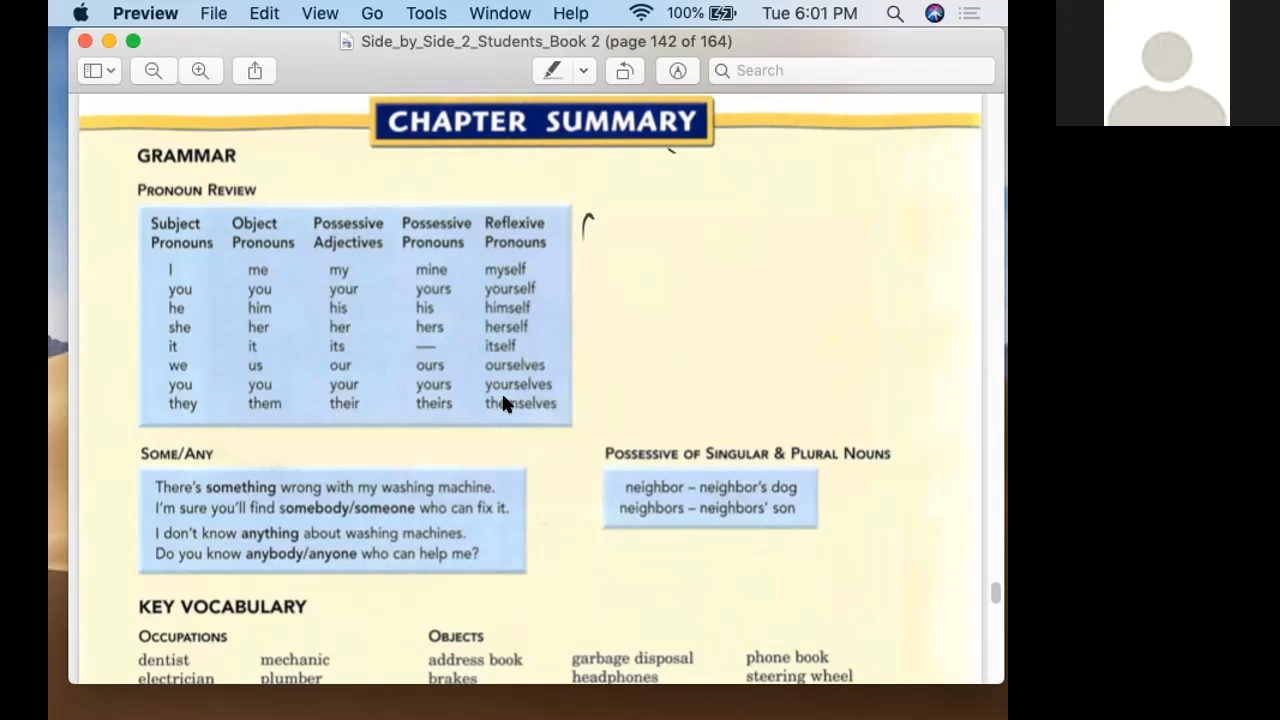 Preview File Edit View Go Tools Window Help 100% Tue 6:01 PM
Side_by_Side_2_Students_Book 2 (page 142 of 164)
Search
CHAPTER SUMMARY
GRAMMAR
PRONOUN REVIEW
Subject Pronouns Object Pronouns Possessive Adjectives Possessive Pronouns Reflexive Pronouns
I me my mine myself
you you your yours yourself
he him his his himself
she her her hers herself
it it its — itself
we us our ours ourselves
you you your yours yourselves
they them their theirs themselves
SOME/ANY
There's something wrong with my washing machine.
I'm sure you'll find somebody/someone who can fix it.
I don't know anything about washing machines.
Do you know anybody/anyone who can help me?
POSSESSIVE OF SINGULAR & PLURAL NOUNS
neighbor – neighbor's dog
neighbors – neighbors' son
KEY VOCABULARY
OCCUPATIONS
dentist mechanic
electrician plumber
OBJECTS
address book garbage disposal phone book
brakes headphones steering wheel